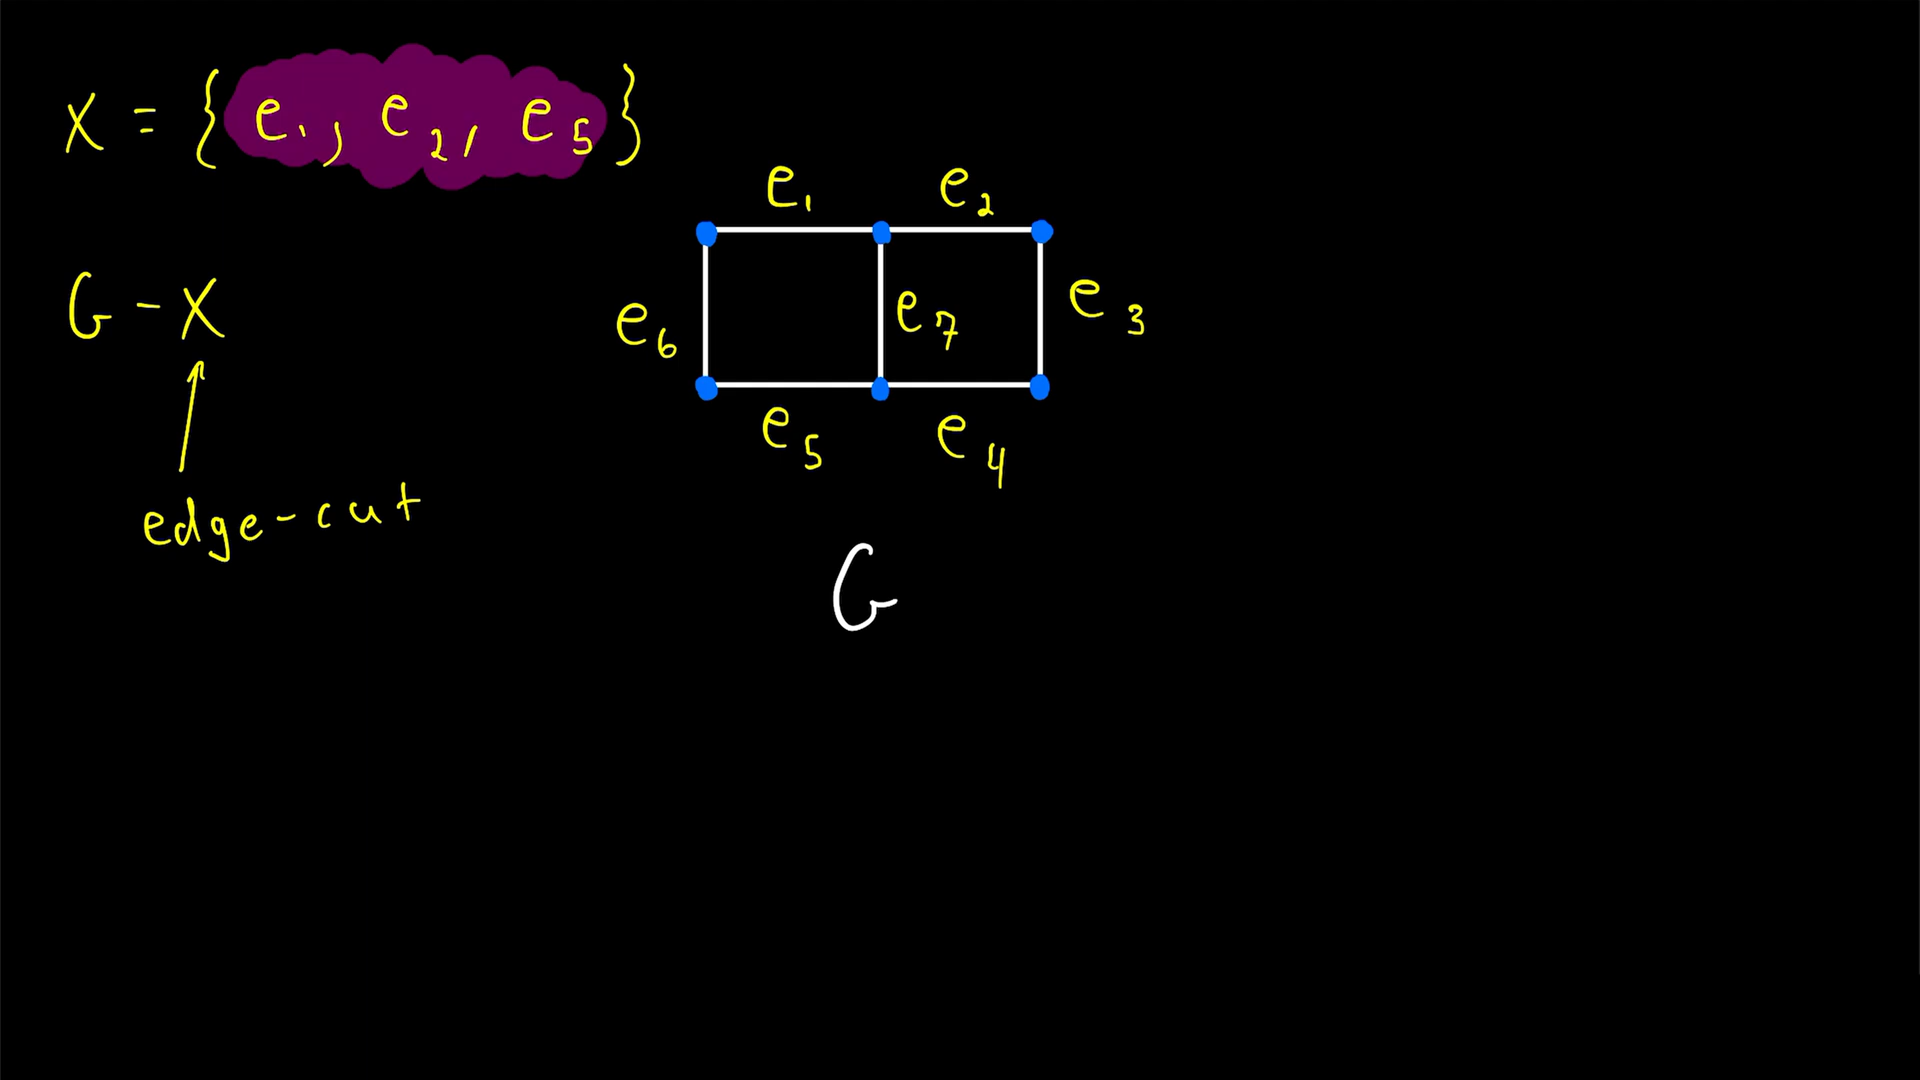 X = {e₁, e₂, e₅}
e₁ e₂
G - X
e₆ e₇ e₃
e₅ e₄
edge-cut
G